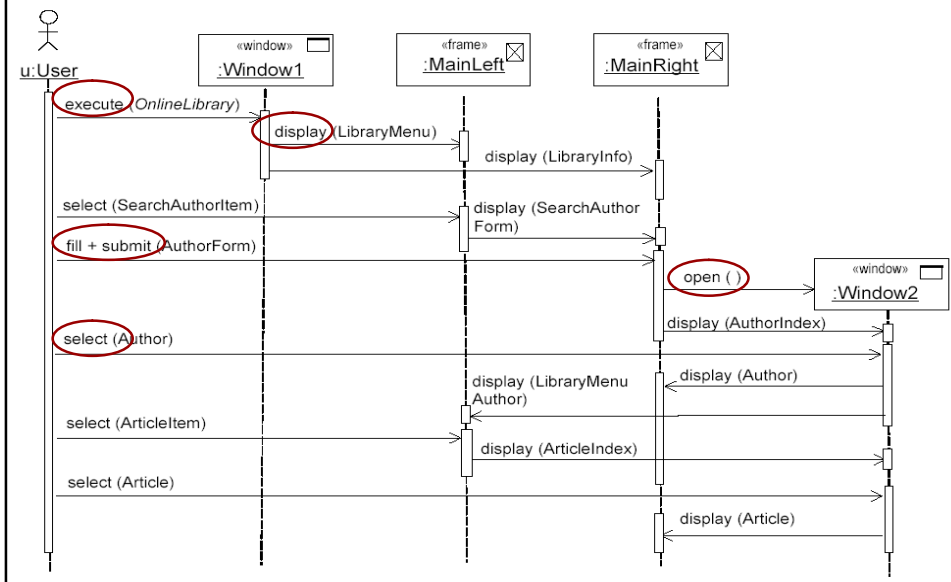 «window»
:Window1
«frame»
:MainLeft
«frame»
:MainRight
u:User
execute (OnlineLibrary)
display (LibraryMenu)
display (LibraryInfo)
select (SearchAuthorItem)
display (SearchAuthor
Form)
fill + submit (AuthorForm)
open ( )
«window»
:Window2
display (AuthorIndex)
select (Author)
display (Author)
display (LibraryMenu
Author)
select (ArticleItem)
display (ArticleIndex)
select (Article)
display (Article)